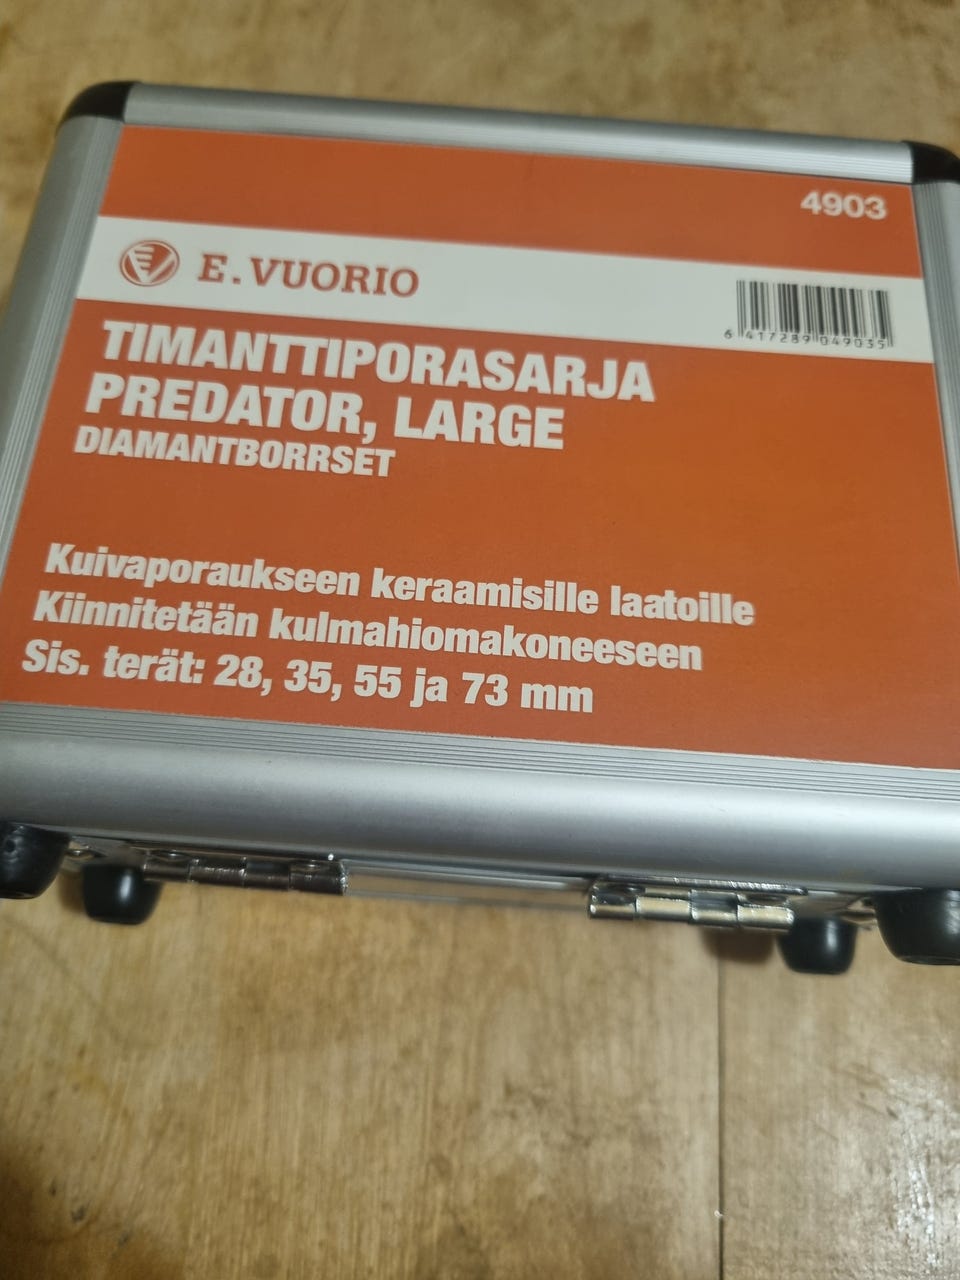 4903
E.VUORIO
6 417289 049035
TIMANTTIPORASARJA
PREDATOR, LARGE
DIAMANTBORRSET
Kuivaporaukseen keraamisille laatoille
Kiinnitetään kulmahiomakoneeseen
Sis. terät: 28, 35, 55 ja 73 mm